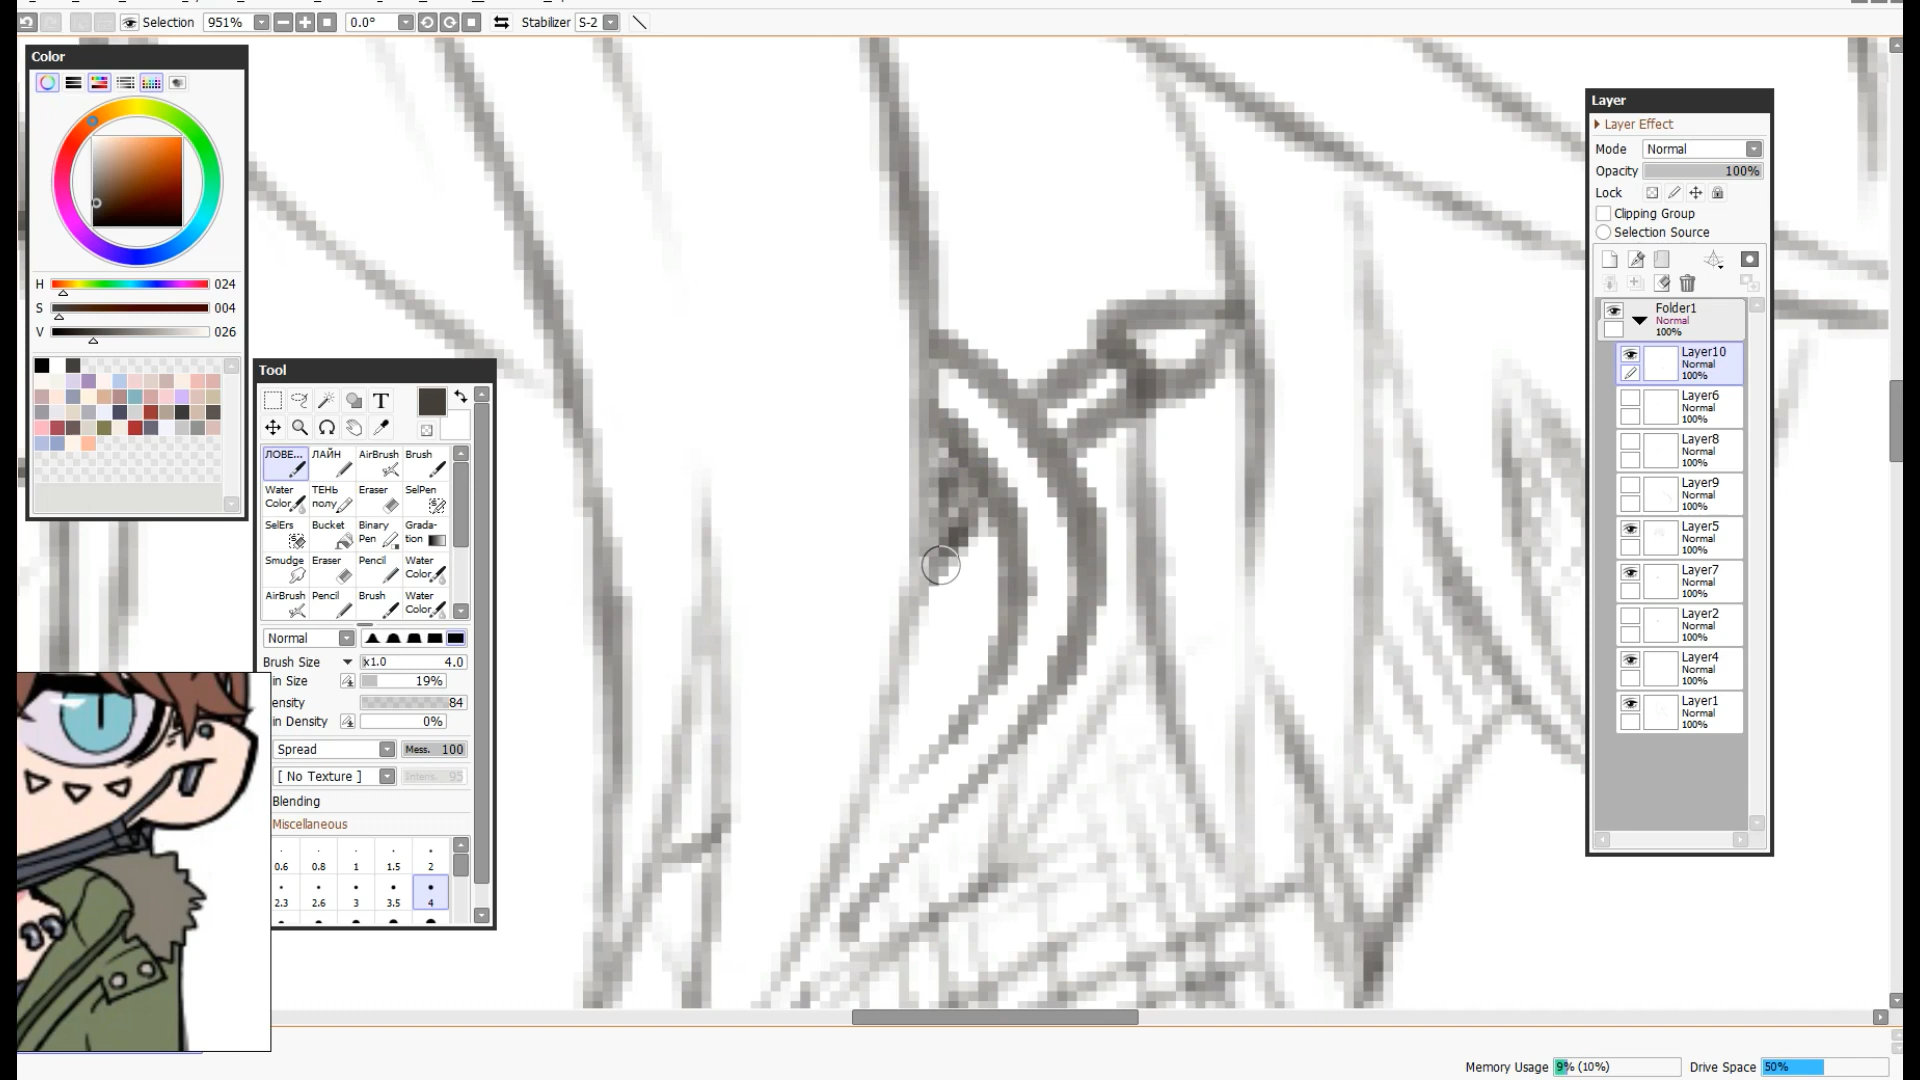 Selection 951% 0.0° Stabilizer S-2
Color
H 024
S 004
V 026
Tool
T
ЛОВЕ... ЛАЙН AirBrush Brush
Water Color ТЕНЬ полу Eraser SelPen
SelErs Bucket Binary Pen Grada-tion
Smudge Eraser Pencil Water Color
AirBrush Pencil Brush Water Color
Normal
Brush Size x1.0 4.0
in Size 19%
ensity 84
in Density 0%
Spread Mess. 100
[ No Texture ] Intens. 95
Blending
Miscellaneous
0.6 0.8 1 1.5 2
2.3 2.6 3 3.5 4
Layer
Layer Effect
Mode Normal
Opacity 100%
Lock
Clipping Group
Selection Source
Folder1
Normal
100%
Layer10
Normal
100%
Layer6
Normal
100%
Layer8
Normal
100%
Layer9
Normal
100%
Layer5
Normal
100%
Layer7
Normal
100%
Layer2
Normal
100%
Layer4
Normal
100%
Layer1
Normal
100%
Memory Usage 9% (10%) Drive Space 50%